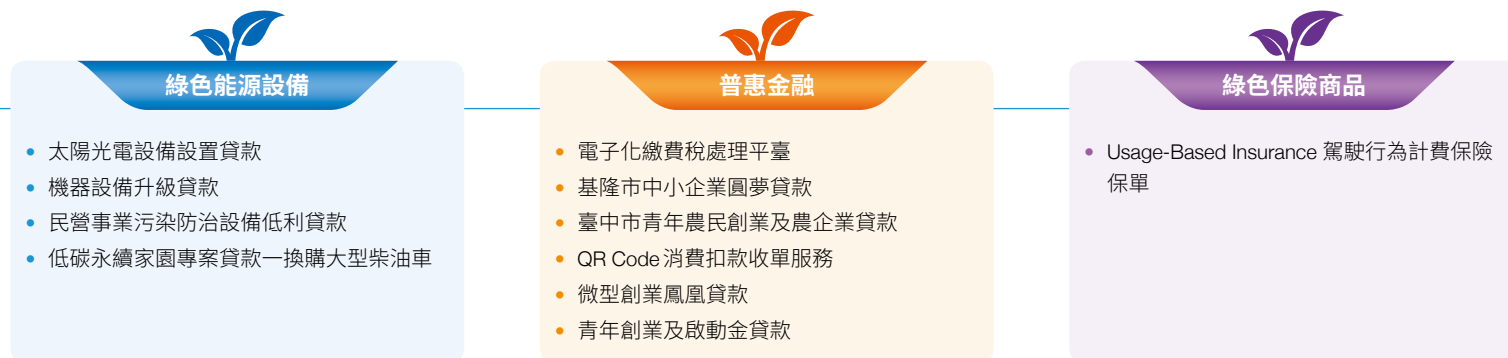 綠色能源設備
• 太陽光電設備設置貸款
• 機器設備升級貸款
• 民營事業污染防治設備低利貸款
• 低碳永續家園專案貸款—換購大型柴油車
普惠金融
• 電子化繳費稅處理平臺
• 基隆市中小企業圓夢貸款
• 臺中市青年農民創業及農企業貸款
• QR Code 消費扣款收單服務
• 微型創業鳳凰貸款
• 青年創業及啟動金貸款
綠色保險商品
• Usage-Based Insurance 駕駛行為計費保險
保單